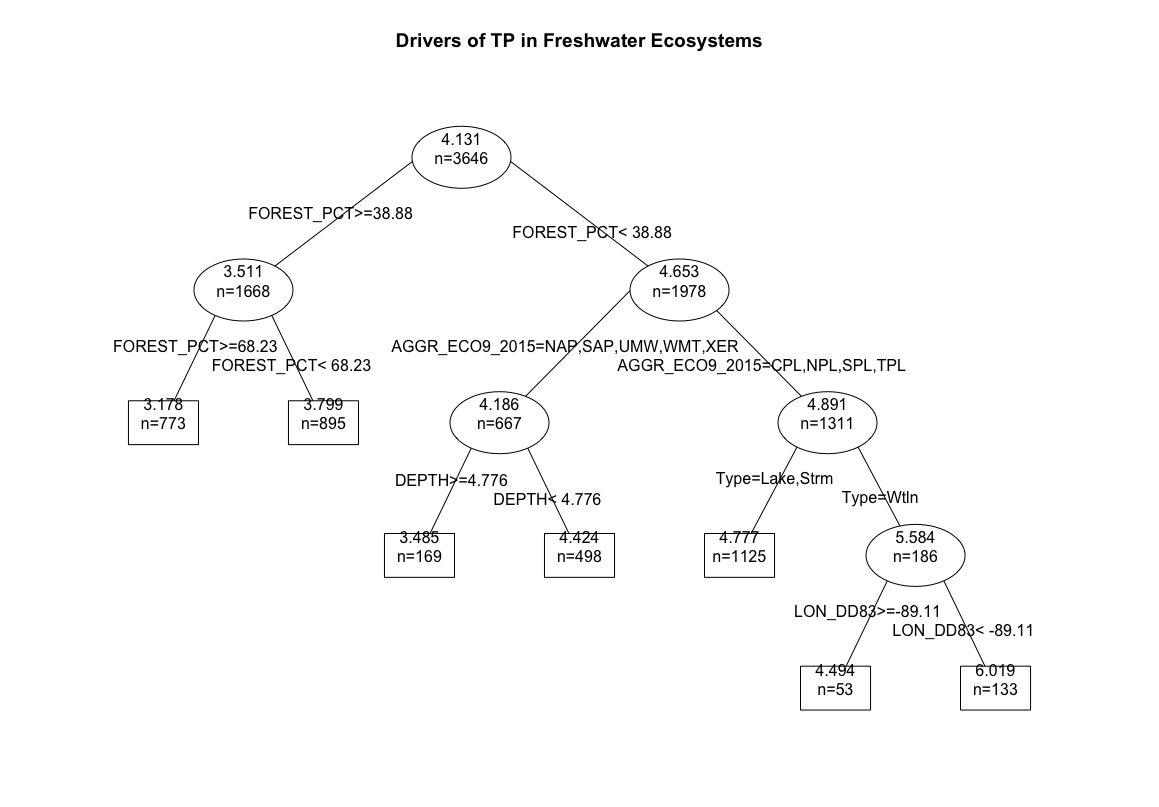 Drivers of TP in Freshwater Ecosystems
4.131
n=3646
FOREST_PCT>=38.88
FOREST_PCT< 38.88
3.511
n=1668
4.653
n=1978
FOREST_PCT>=68.23
FOREST_PCT< 68.23
AGGR_ECO9_2015=NAP,SAP,UMW,WMT,XER
AGGR_ECO9_2015=CPL,NPL,SPL,TPL
3.178
n=773
3.799
n=895
4.186
n=667
4.891
n=1311
DEPTH>=4.776
DEPTH< 4.776
Type=Lake,Strm
Type=Wtln
3.485
n=169
4.424
n=498
4.777
n=1125
5.584
n=186
LON_DD83>=-89.11
LON_DD83< -89.11
4.494
n=53
6.019
n=133